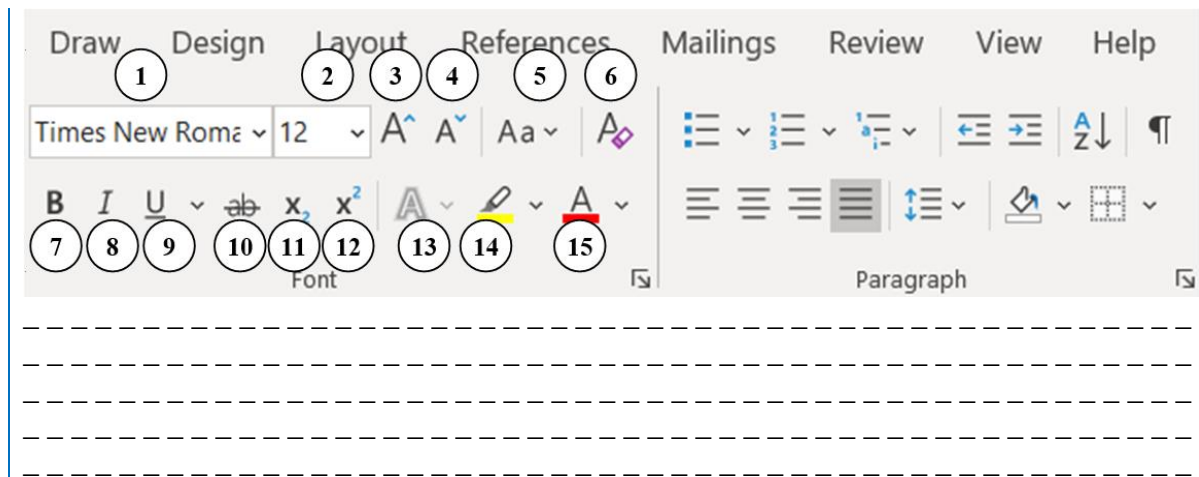 Draw Design Layout References Mailings Review View Help
1 2 3 4 5 6
Times New Roma 12 A A Aa A A Z ¶
B I U ab x₂ x² A A
7 8 9 10 11 12 13 14 15
Font Paragraph